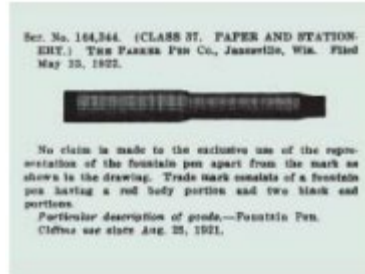 Ser. No. 164,344. (CLASS 37. PAPER AND STATION-
ERY.) THE PARKER PEN Co., Janesville, Wis. Filed
May 23, 1922.
No claim is made to the exclusive use of the repre-
sentation of the fountain pen apart from the mark as
shown in the drawing. Trade mark consists of a fountain
pen having a red body portion and two black end
portions.
Particular description of goods.—Fountain Pen.
Claims use since Aug. 25, 1921.